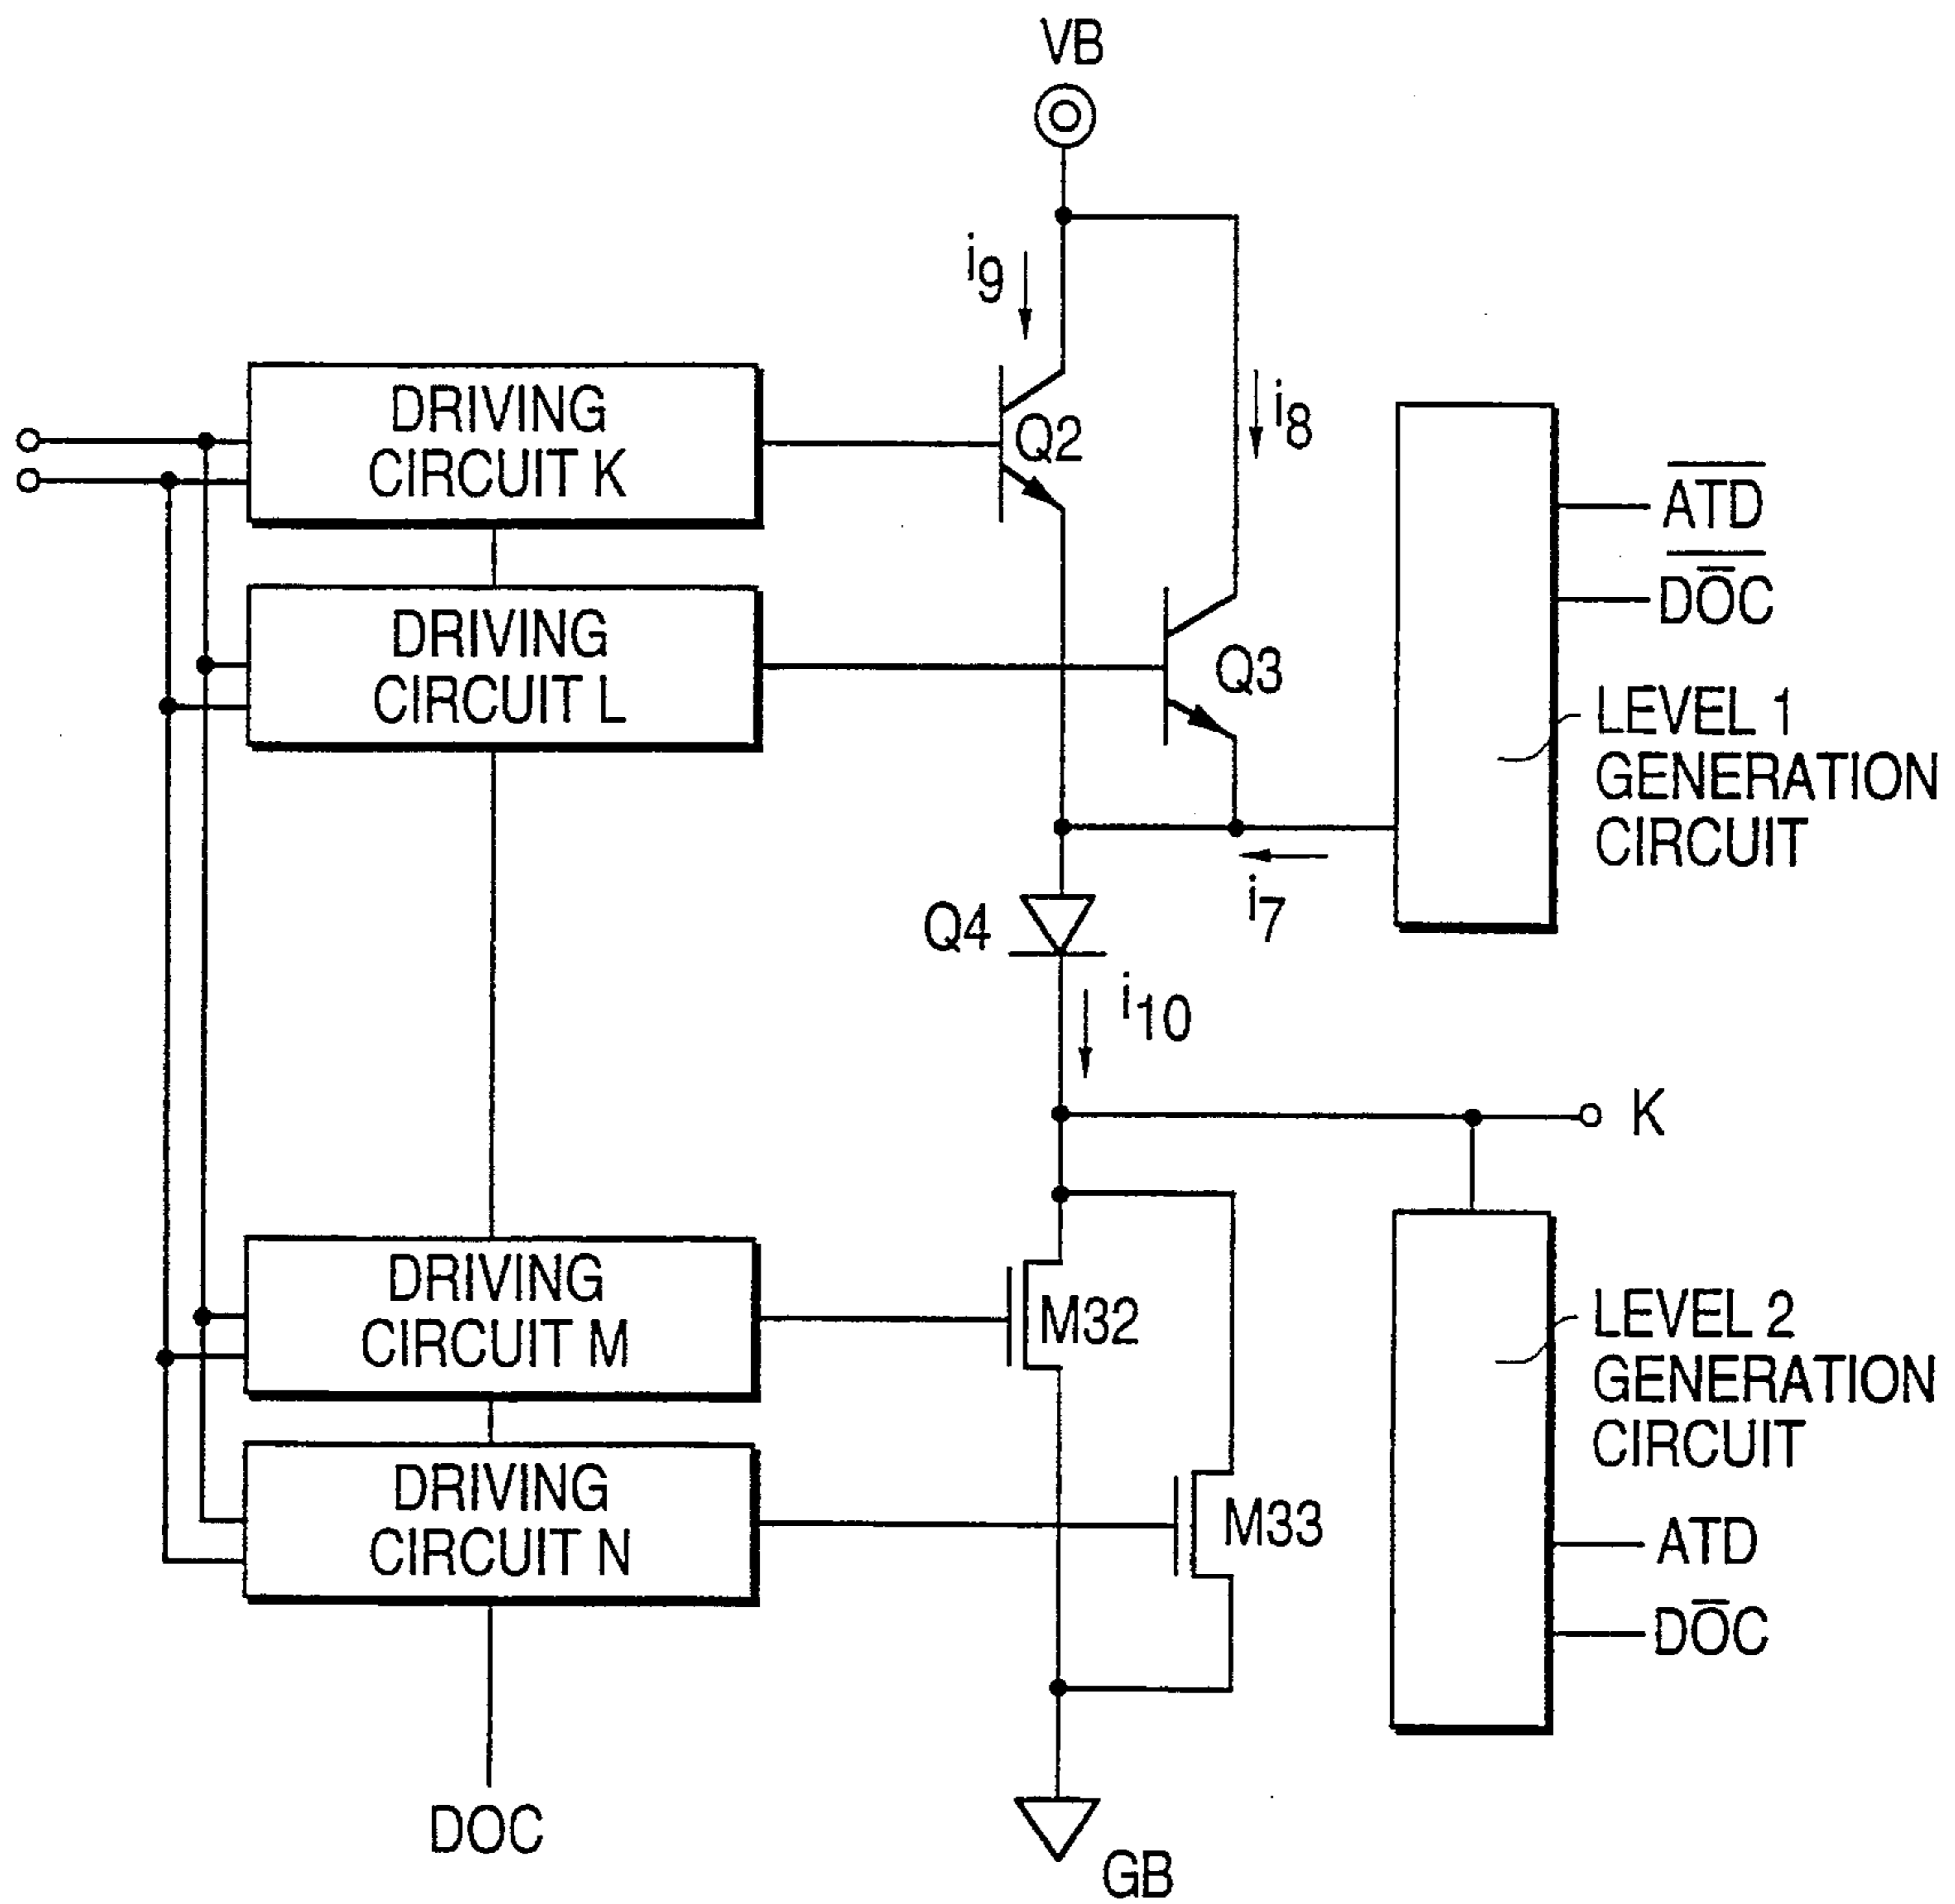 VB
i9
DRIVING
CIRCUIT K
Q2
i8
ATD
DOC
DRIVING
CIRCUIT L
Q3
LEVEL 1
GENERATION
CIRCUIT
i7
Q4
i10
K
DRIVING
CIRCUIT M
M32
LEVEL 2
GENERATION
CIRCUIT
DRIVING
CIRCUIT N
M33
ATD
DOC
DOC
GB